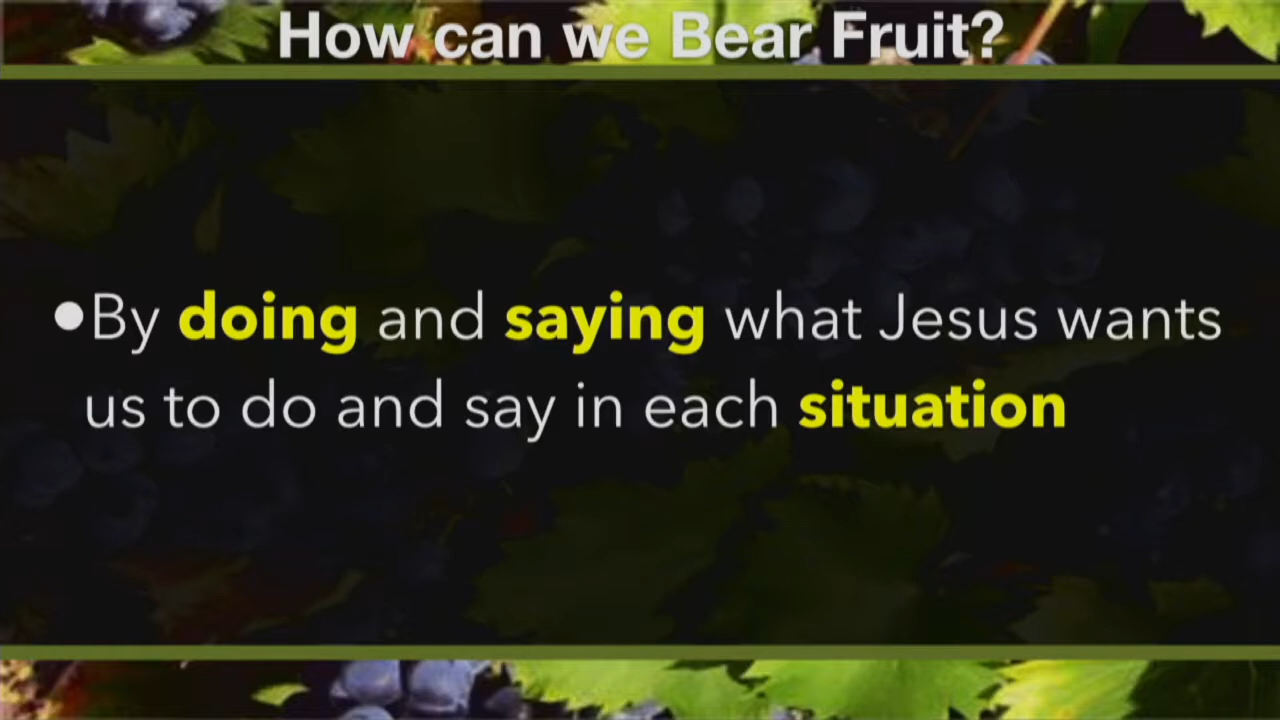 How can we Bear Fruit?
•By doing and saying what Jesus wants
us to do and say in each situation